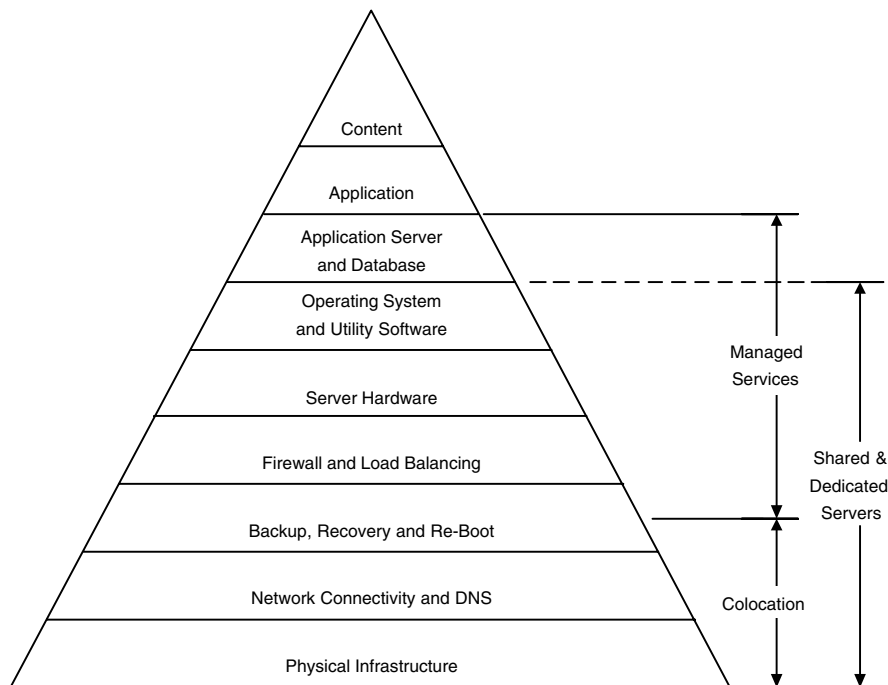 Content
Application
Application Server
and Database
Operating System
and Utility Software
Server Hardware
Firewall and Load Balancing
Backup, Recovery and Re-Boot
Network Connectivity and DNS
Physical Infrastructure
Managed
Services
Colocation
Shared &
Dedicated
Servers